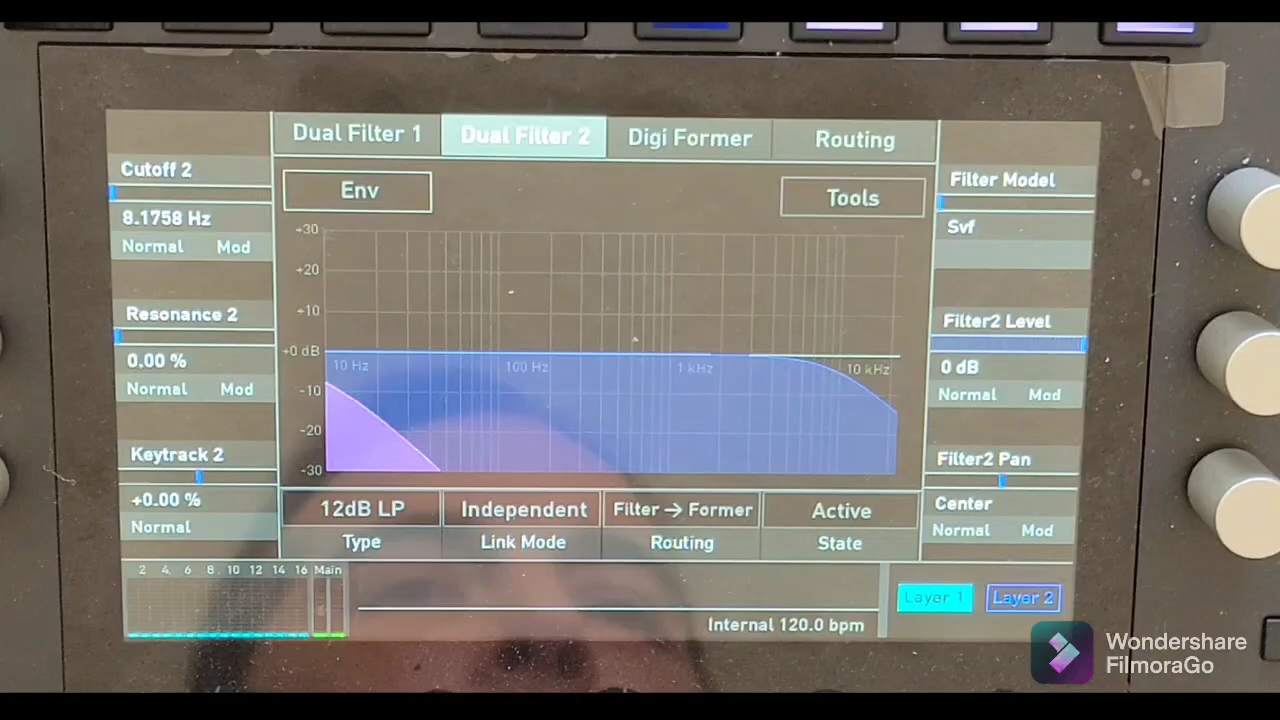 Dual Filter 1 Dual Filter 2 Digi Former Routing
Cutoff 2
8.1758 Hz
Normal Mod
Resonance 2
0.00 %
Normal Mod
Keytrack 2
+0.00 %
Normal
Env Tools
+30
+20
+10
+0 dB
-10
-20
-30
10 Hz 100 Hz 1 kHz 10 kHz
Filter Model
Svf
Filter2 Level
0 dB
Normal Mod
Filter2 Pan
Center
Normal Mod
12dB LP Independent Filter → Former Active
Type Link Mode Routing State
2 4 6 8 10 12 14 16 Main
Internal 120.0 bpm
Layer 1 Layer 2
Wondershare
FilmoraGo